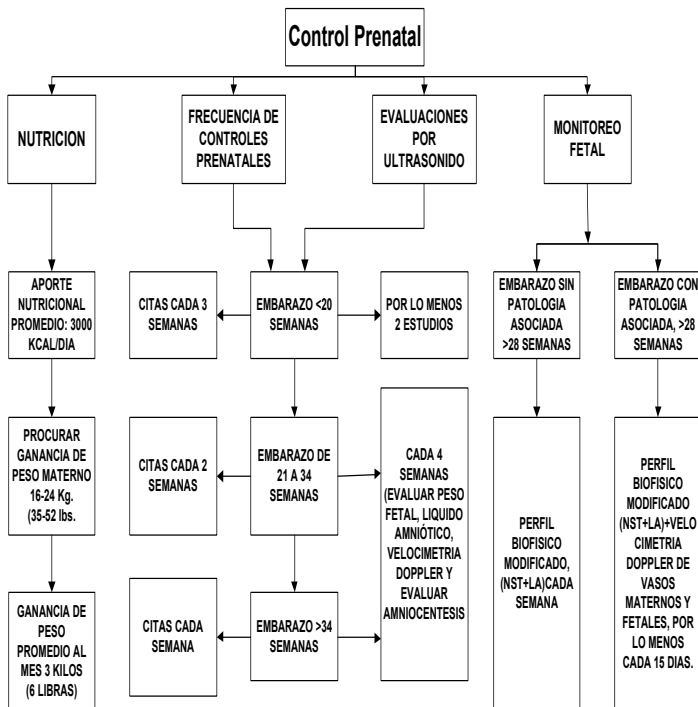 Control Prenatal
NUTRICION
FRECUENCIA DE
CONTROLES
PRENATALES
EVALUACIONES
POR
ULTRASONIDO
MONITOREO
FETAL
APORTE
NUTRICIONAL
PROMEDIO: 3000
KCAL/DIA
CITAS CADA 3
SEMANAS
EMBARAZO <20
SEMANAS
POR LO MENOS
2 ESTUDIOS
EMBARAZO SIN
PATOLOGIA
ASOCIADA
>28 SEMANAS
EMBARAZO CON
PATOLOGIA
ASOCIADA, >28
SEMANAS
PROCURAR
GANANCIA DE
PESO MATERNO
16-24 Kg.
(35-52 lbs.
CITAS CADA 2
SEMANAS
EMBARAZO DE
21 A 34
SEMANAS
CADA 4
SEMANAS
(EVALUAR PESO
FETAL, LIQUIDO
AMNIÓTICO,
VELOCIMETRIA
DOPPLER Y
EVALUAR
AMNIOCENTESIS
PERFIL
BIOFISICO
MODIFICADO,
(NST+LA)CADA
SEMANA
PERFIL
BIOFISICO
MODIFICADO
(NST+LA)+VELO
CIMETRIA
DOPPLER DE
VASOS
MATERNOS Y
FETALES, POR
LO MENOS
CADA 15 DIAS.
GANANCIA DE
PESO
PROMEDIO AL
MES 3 KILOS
(6 LIBRAS)
CITAS CADA
SEMANA
EMBARAZO >34
SEMANAS